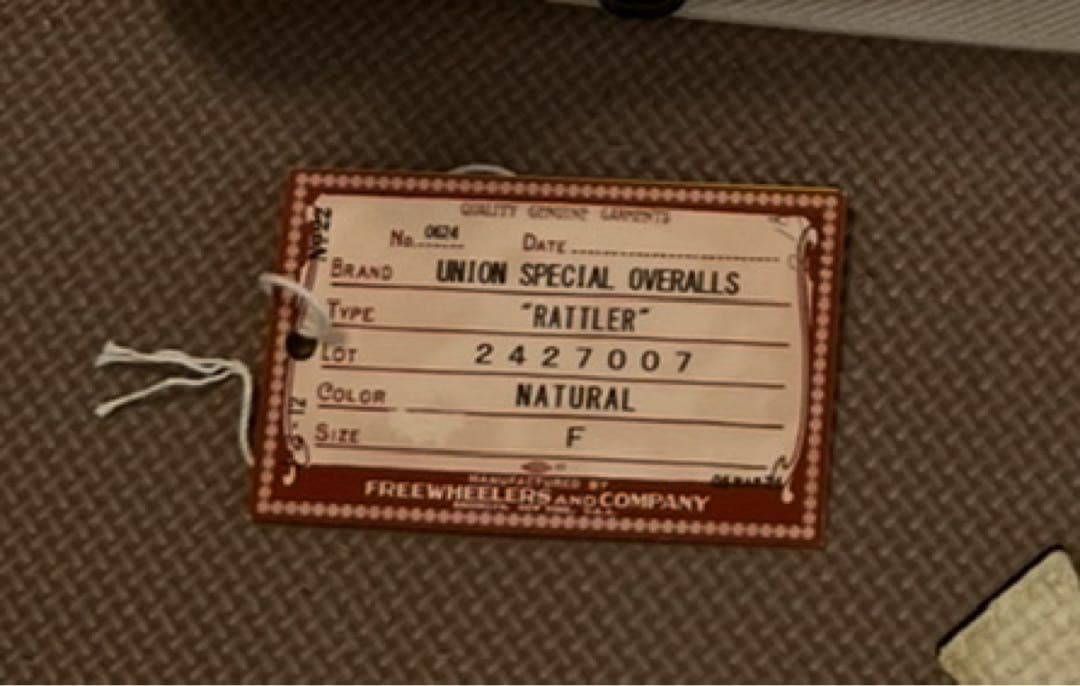 QUALITY GENUINE GARMENTS
No. 0624 DATE
BRAND UNION SPECIAL OVERALLS
TYPE "RATTLER"
LOT 2427007
COLOR NATURAL
SIZE F
MANUFACTURED BY
FREEWHEELERS AND COMPANY